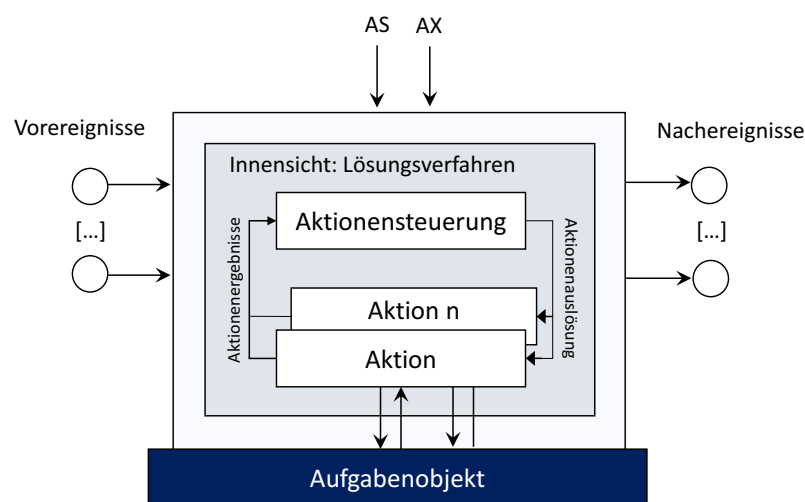 AS AX
Vorereignisse
Nachereignisse
Innensicht: Lösungsverfahren
Aktionensteuerung
[...]
[...]
Aktionenergebnisse
Aktionenauslösung
Aktion n
Aktion
Aufgabenobjekt